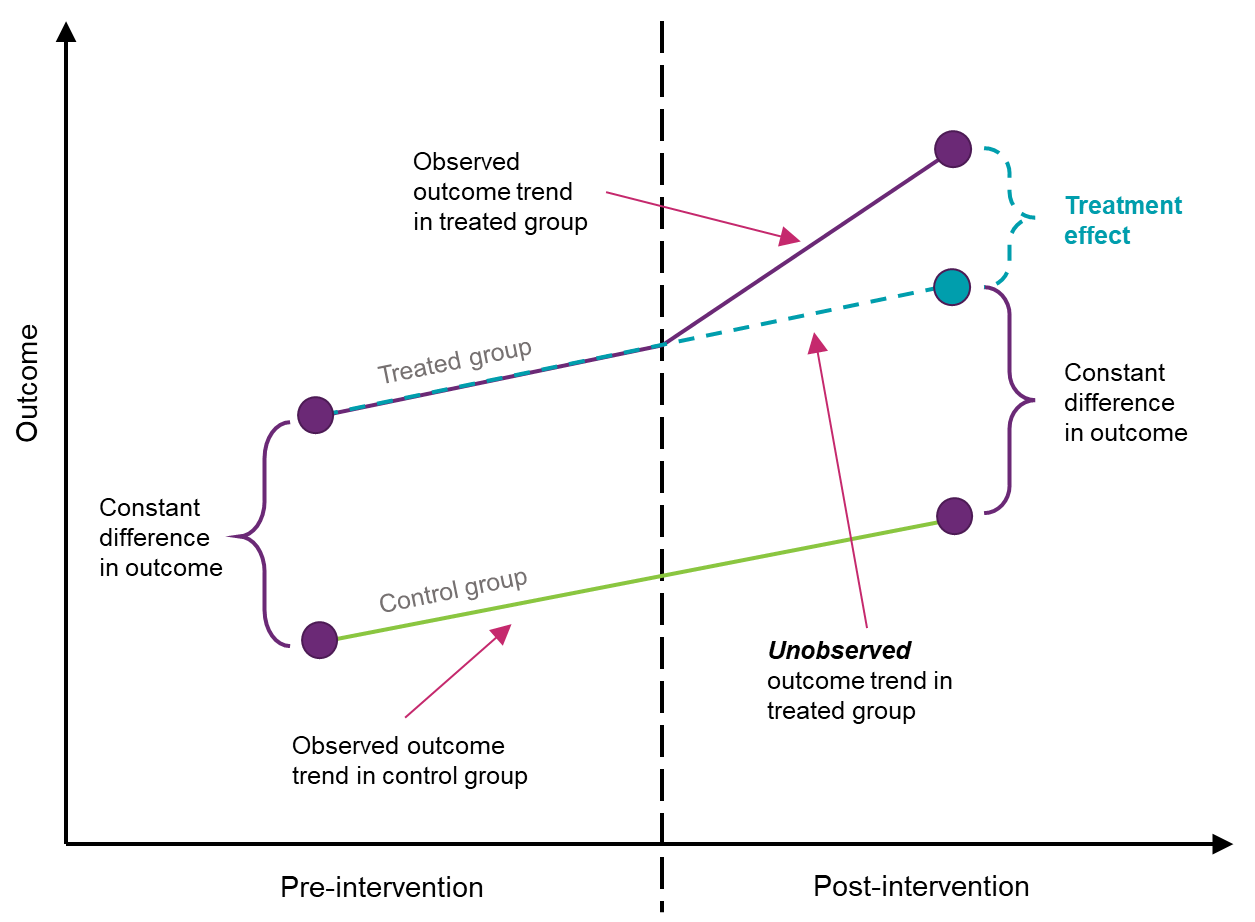 Observed
outcome trend
in treated group
Treatment
effect
Treated group
Outcome
Constant
difference
in outcome
Constant
difference
in outcome
Control group
Unobserved
outcome trend in
treated group
Observed outcome
trend in control group
Pre-intervention
Post-intervention